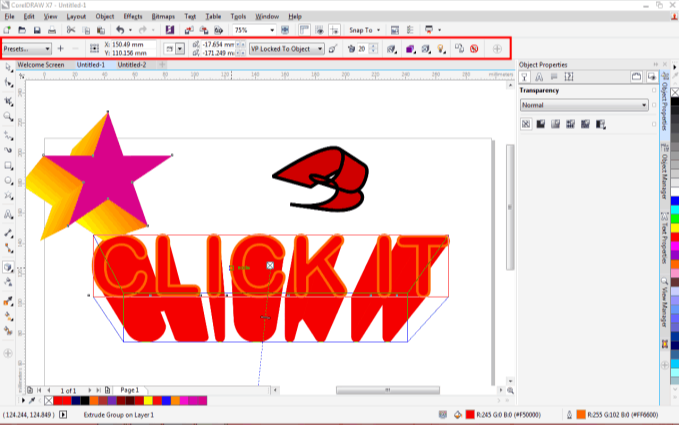 CorelDRAW X7 - Untitled-1
File Edit View Layout Object Effects Bitmaps Text Table Tools Window Help
75% Snap To
Presets... X: 150.49 mm Y: 110.156 mm -17.654 mm -171.249 m VP Locked To Object 20
Welcome Screen Untitled-1 Untitled-2
millimeters
Object Properties
Transparency
Normal
Object Properties
Object Manager
Text Properties
View Manager
CLICK IT
1 of 1 Page 1
(124.244, 124.849) Extrude Group on Layer 1 R:245 G:0 B:0 (#F50000) R:255 G:102 B:0 (#FF6600)